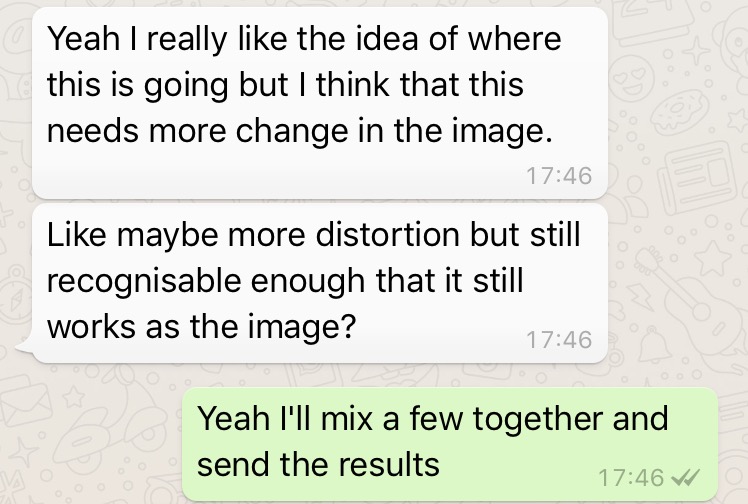 Yeah I really like the idea of where
this is going but I think that this
needs more change in the image.
17:46
Like maybe more distortion but still
recognisable enough that it still
works as the image?
17:46
Yeah I'll mix a few together and
send the results
17:46